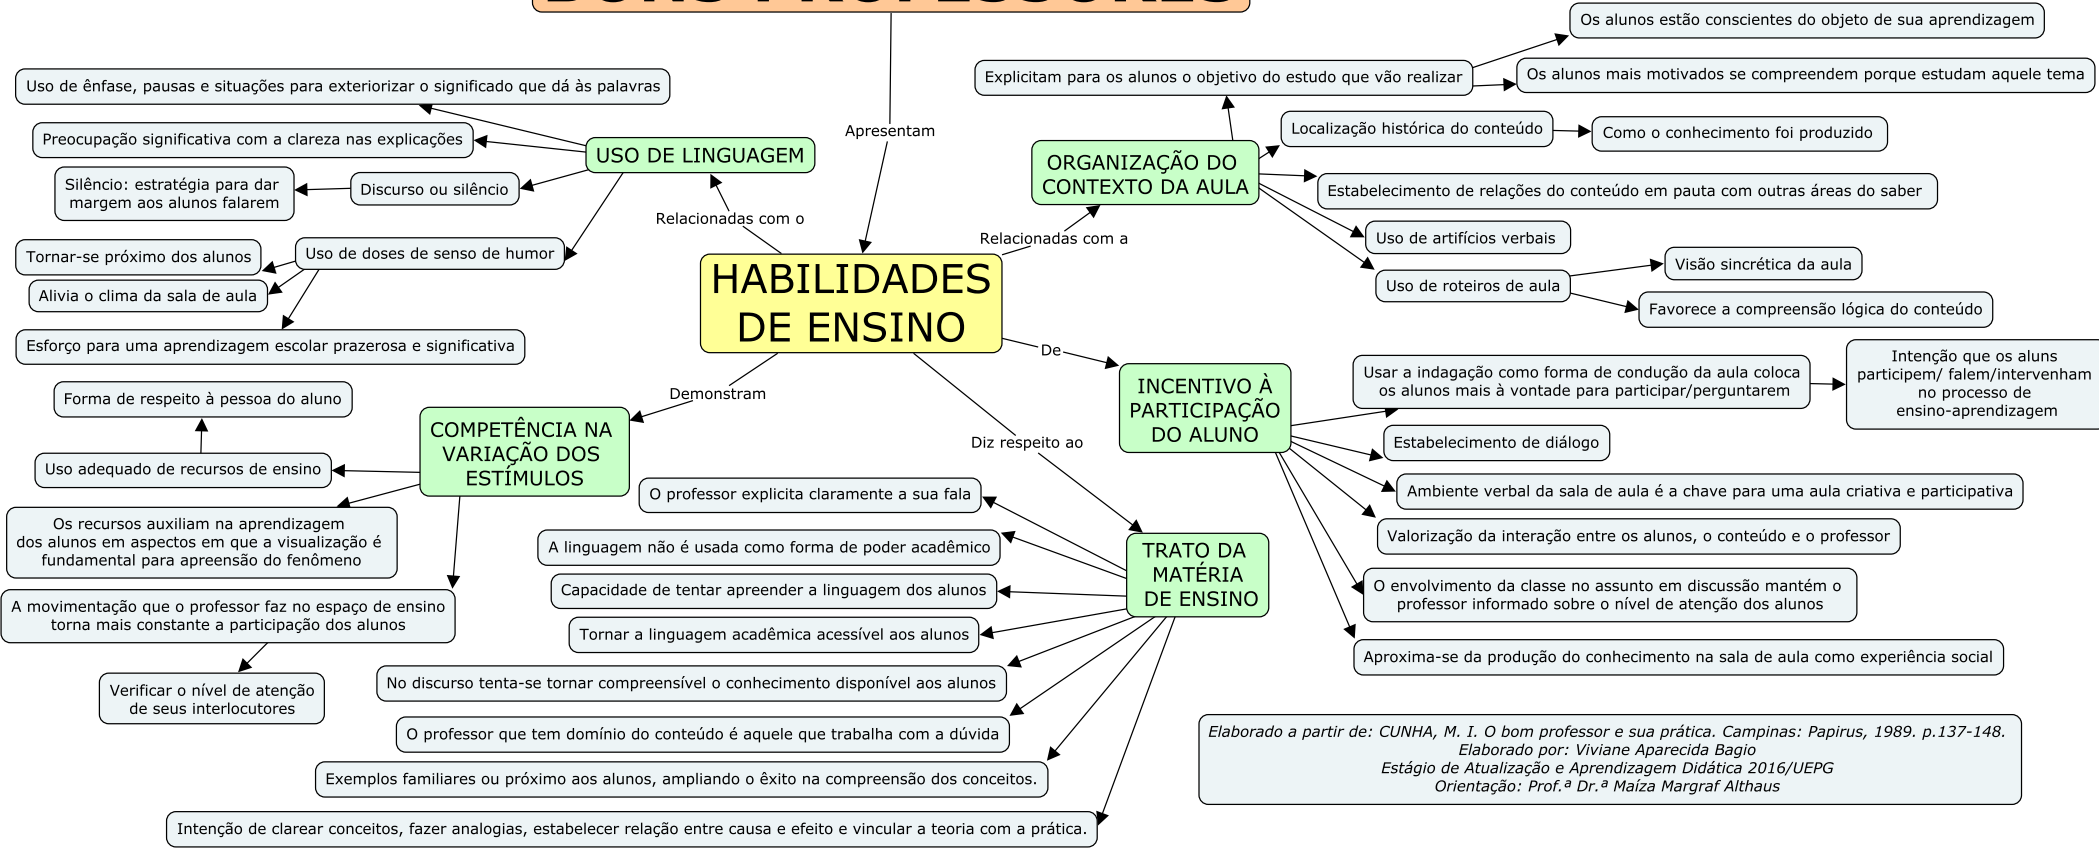 BONS PROFESSORES
Apresentam
Uso de ênfase, pausas e situações para exteriorizar o significado que dá às palavras
Preocupação significativa com a clareza nas explicações
USO DE LINGUAGEM
Silêncio: estratégia para dar
margem aos alunos falarem
Discurso ou silêncio
Relacionadas com o
Tornar-se próximo dos alunos
Uso de doses de senso de humor
Alivia o clima da sala de aula
Esforço para uma aprendizagem escolar prazerosa e significativa
Os alunos estão conscientes do objeto de sua aprendizagem
Explicitam para os alunos o objetivo do estudo que vão realizar
Os alunos mais motivados se compreendem porque estudam aquele tema
Localização histórica do conteúdo
Como o conhecimento foi produzido
ORGANIZAÇÃO DO
CONTEXTO DA AULA
Estabelecimento de relações do conteúdo em pauta com outras áreas do saber
Relacionadas com a
Uso de artifícios verbais
Visão sincrética da aula
Uso de roteiros de aula
Favorece a compreensão lógica do conteúdo
HABILIDADES
DE ENSINO
De
Demonstram
Diz respeito ao
Forma de respeito à pessoa do aluno
COMPETÊNCIA NA
VARIAÇÃO DOS
ESTÍMULOS
Uso adequado de recursos de ensino
Os recursos auxiliam na aprendizagem
dos alunos em aspectos em que a visualização é
fundamental para apreensão do fenômeno
A movimentação que o professor faz no espaço de ensino
torna mais constante a participação dos alunos
Verificar o nível de atenção
de seus interlocutores
INCENTIVO À
PARTICIPAÇÃO
DO ALUNO
Usar a indagação como forma de condução da aula coloca
os alunos mais à vontade para participar/perguntarem
Intenção que os aluns
participem/ falem/intervenham
no processo de
ensino-aprendizagem
Estabelecimento de diálogo
Ambiente verbal da sala de aula é a chave para uma aula criativa e participativa
Valorização da interação entre os alunos, o conteúdo e o professor
O envolvimento da classe no assunto em discussão mantém o
professor informado sobre o nível de atenção dos alunos
Aproxima-se da produção do conhecimento na sala de aula como experiência social
TRATO DA
MATÉRIA
DE ENSINO
O professor explicita claramente a sua fala
A linguagem não é usada como forma de poder acadêmico
Capacidade de tentar apreender a linguagem dos alunos
Tornar a linguagem acadêmica acessível aos alunos
No discurso tenta-se tornar compreensível o conhecimento disponível aos alunos
O professor que tem domínio do conteúdo é aquele que trabalha com a dúvida
Exemplos familiares ou próximo aos alunos, ampliando o êxito na compreensão dos conceitos.
Intenção de clarear conceitos, fazer analogias, estabelecer relação entre causa e efeito e vincular a teoria com a prática.
Elaborado a partir de: CUNHA, M. I. O bom professor e sua prática. Campinas: Papirus, 1989. p.137-148.
Elaborado por: Viviane Aparecida Bagio
Estágio de Atualização e Aprendizagem Didática 2016/UEPG
Orientação: Prof.ª Dr.ª Maíza Margraf Althaus